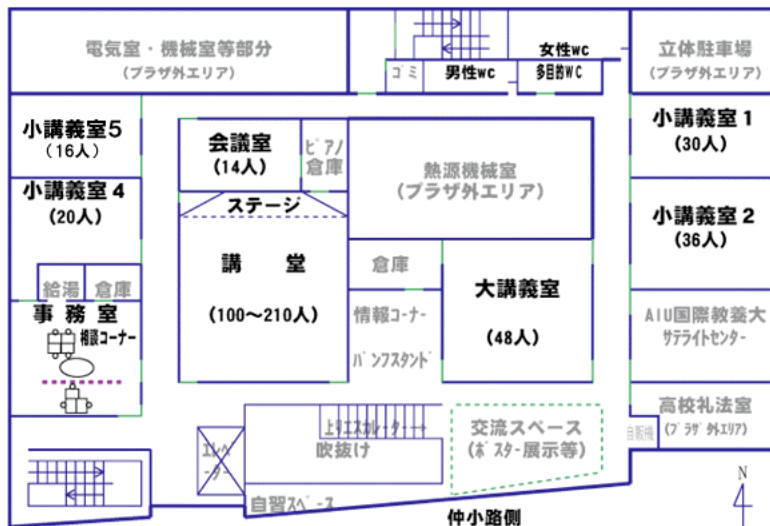 電気室・機械室等部分
(プラザ外エリア)
女性wc
立体駐車場
(プラザ外エリア)
ゴミ
男性wc
多目的WC
小講義室5
(16人)
会議室
(14人)
ピアノ
倉庫
熱源機械室
(プラザ外エリア)
小講義室1
(30人)
小講義室4
(20人)
ステージ
小講義室2
(36人)
講 堂
(100~210人)
倉庫
大講義室
(48人)
給湯
倉庫
事務室
相談コーナー
情報コーナー
パンフスタンド
AIU国際教養大
サテライトセンター
高校礼法室
(プラザ外エリア)
自販機
上りエスカレーター→
吹抜け
交流スペース
(ポスター展示等)
エレベーター
自習スペース
仲小路側
N
4